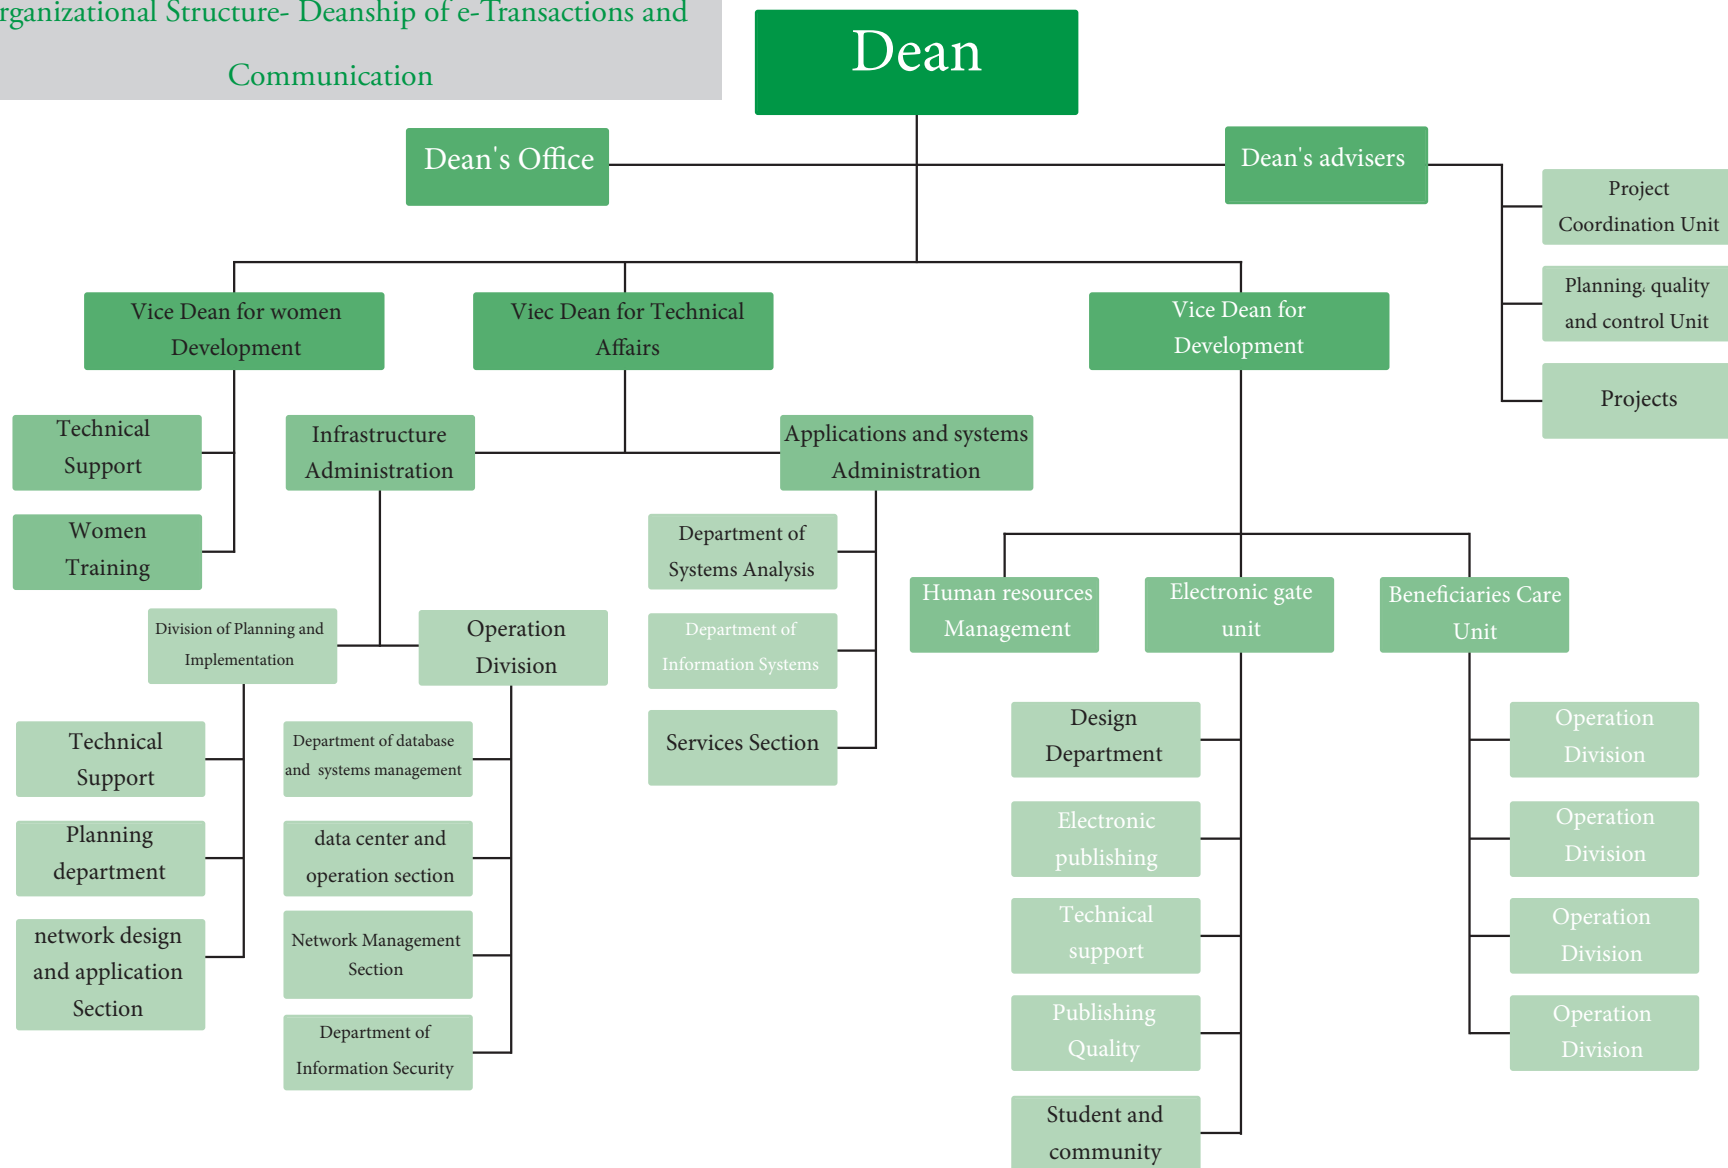 rganizational Structure- Deanship of e-Transactions and
Communication
Dean
Dean's Office
Dean's advisers
Project
Coordination Unit
Planning, quality
and control Unit
Projects
Vice Dean for women
Development
Viec Dean for Technical
Affairs
Vice Dean for
Development
Technical
Support
Women
Training
Infrastructure
Administration
Applications and systems
Administration
Department of
Systems Analysis
Department of
Information Systems
Services Section
Division of Planning and
Implementation
Operation
Division
Technical
Support
Planning
department
network design
and application
Section
Department of database
and systems management
data center and
operation section
Network Management
Section
Department of
Information Security
Human resources
Management
Electronic gate
unit
Beneficiaries Care
Unit
Design
Department
Electronic
publishing
Technical
support
Publishing
Quality
Student and
community
Operation
Division
Operation
Division
Operation
Division
Operation
Division